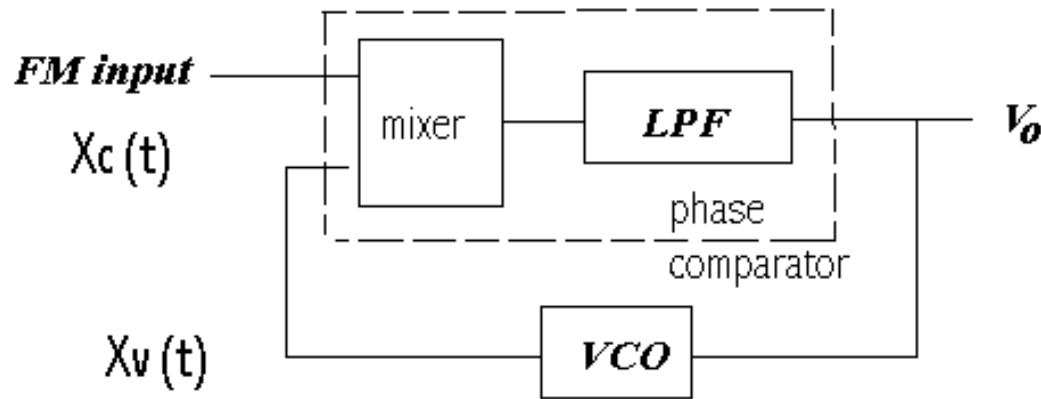 FM input
mixer
LPF
Vo
Xc (t)
phase
comparator
Xv (t)
VCO